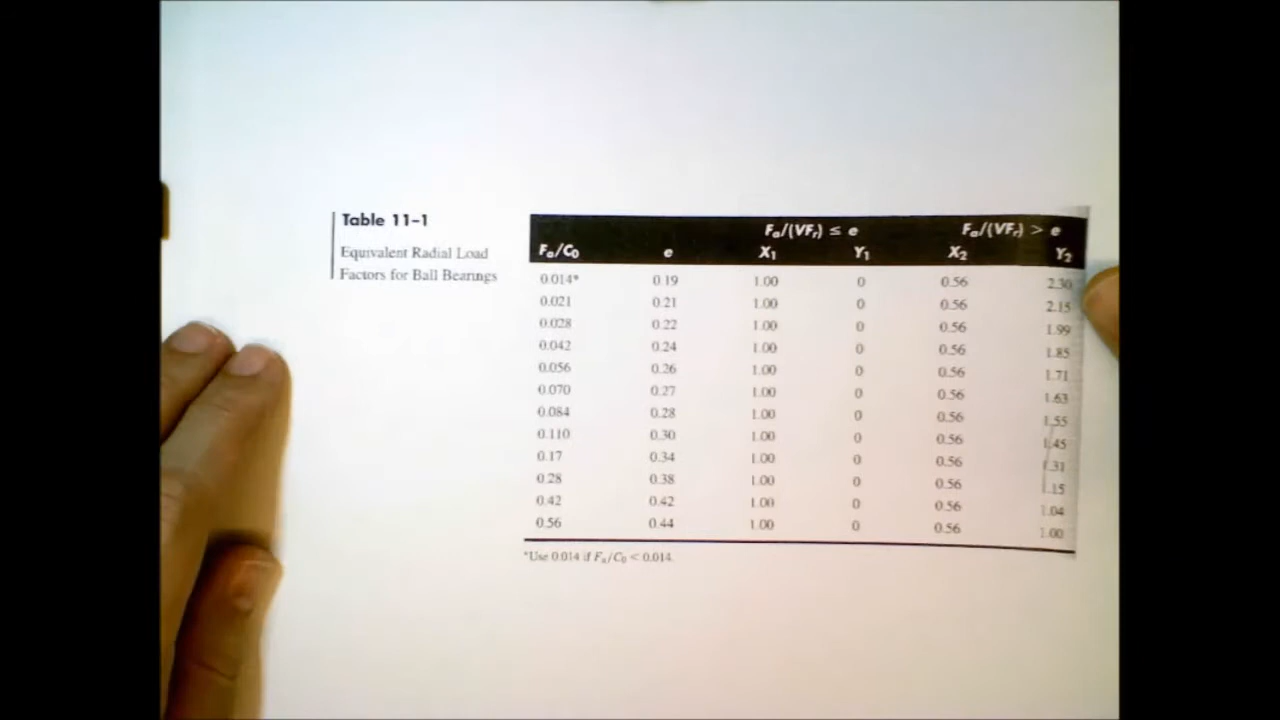 Table 11–1
Equivalent Radial Load
Factors for Ball Bearings
Fa/(VFr) ≤ e Fa/(VFr) > e
Fa/C0 e X1 Y1 X2 Y2
0.014* 0.19 1.00 0 0.56 2.30
0.021 0.21 1.00 0 0.56 2.15
0.028 0.22 1.00 0 0.56 1.99
0.042 0.24 1.00 0 0.56 1.85
0.056 0.26 1.00 0 0.56 1.71
0.070 0.27 1.00 0 0.56 1.63
0.084 0.28 1.00 0 0.56 1.55
0.110 0.30 1.00 0 0.56 1.45
0.17 0.34 1.00 0 0.56 1.31
0.28 0.38 1.00 0 0.56 1.15
0.42 0.42 1.00 0 0.56 1.04
0.56 0.44 1.00 0 0.56 1.00
*Use 0.014 if Fa/C0 < 0.014.